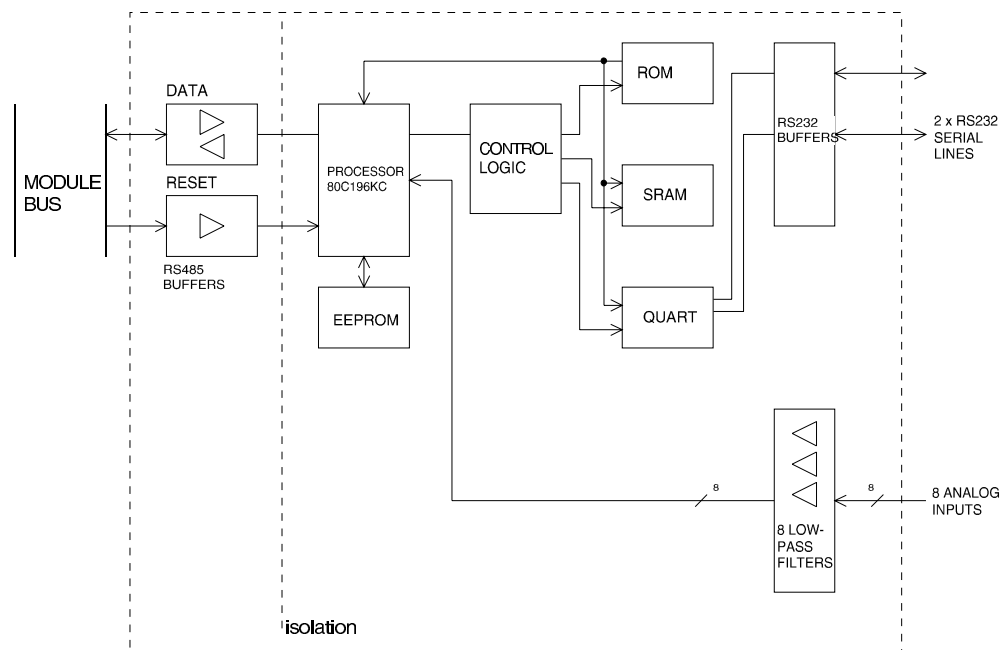 DATA
MODULE
BUS
RESET
RS485
BUFFERS
PROCESSOR
80C196KC
EEPROM
CONTROL
LOGIC
ROM
SRAM
QUART
RS232
BUFFERS
2 x RS232
SERIAL
LINES
8
8
8 ANALOG
INPUTS
8 LOW-
PASS
FILTERS
isolation